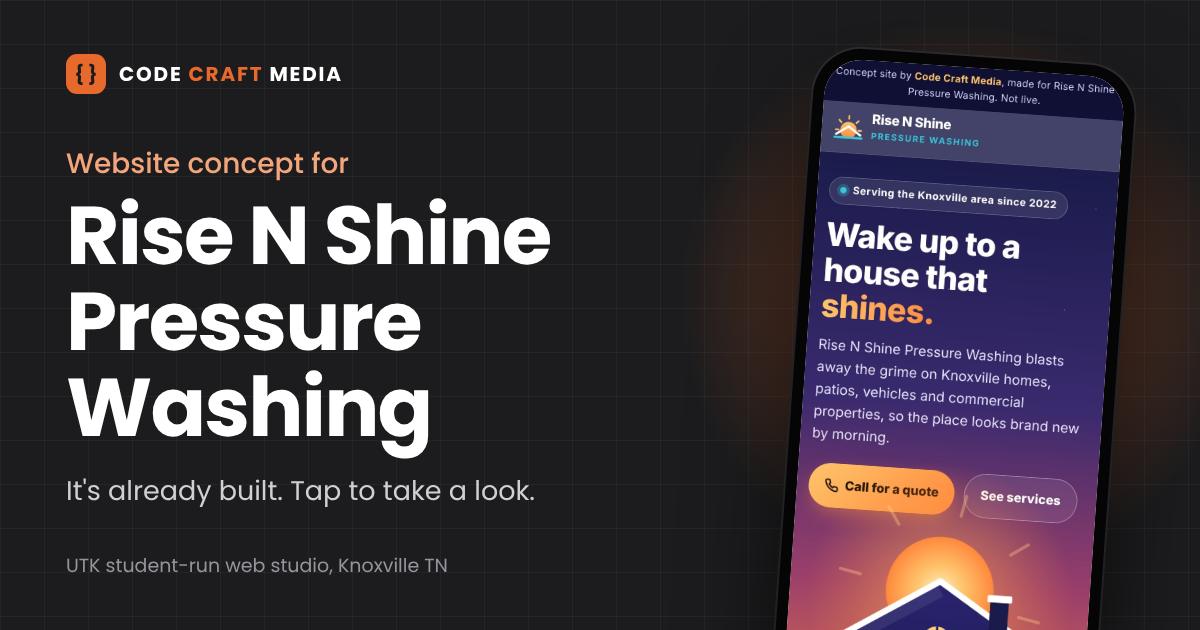 { } CODE CRAFT MEDIA
Website concept for
Rise N Shine
Pressure
Washing
It's already built. Tap to take a look.
UTK student-run web studio, Knoxville TN
Concept site by Code Craft Media, made for Rise N Shine
Pressure Washing. Not live.
Rise N Shine
PRESSURE WASHING
Serving the Knoxville area since 2022
Wake up to a
house that
shines.
Rise N Shine Pressure Washing blasts
away the grime on Knoxville homes,
patios, vehicles and commercial
properties, so the place looks brand new
by morning.
Call for a quote
See services